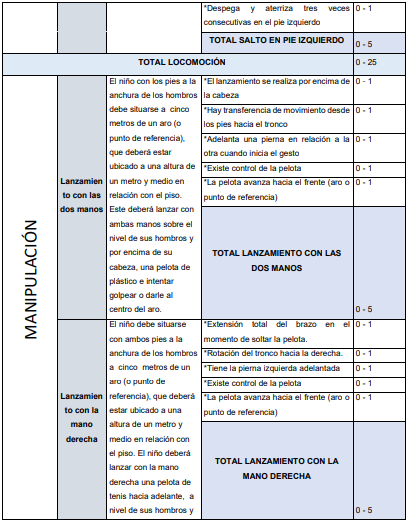 *Despega y aterriza tres veces
consecutivas en el pie izquierdo
0 - 1
TOTAL SALTO EN PIE IZQUIERDO
0 - 5
TOTAL LOCOMOCIÓN
0 - 25
MANIPULACIÓN
Lanzamien
to con las
dos manos
El niño con los pies a la
anchura de los hombros
debe situarse a cinco
metros de un aro (o
punto de referencia),
que deberá estar
ubicado a una altura de
un metro y medio en
relación con el piso.
Este deberá lanzar con
ambas manos sobre el
nivel de sus hombros y
por encima de su
cabeza, una pelota de
plástico e intentar
golpear o darle al
centro del aro.
*El lanzamiento se realiza por encima de
la cabeza
0 - 1
*Hay transferencia de movimiento desde
los pies hacia el tronco
0 - 1
*Adelanta una pierna en relación a la
otra cuando inicia el gesto
0 - 1
*Existe control de la pelota
0 - 1
*La pelota avanza hacia el frente (aro o
punto de referencia)
0 - 1
TOTAL LANZAMIENTO CON LAS
DOS MANOS
0 - 5
Lanzamien
to con la
mano
derecha
El niño debe situarse
con ambos pies a la
anchura de los hombros
a cinco metros de un
aro (o punto de
referencia), que deberá
estar ubicado a una
altura de un metro y
medio en relación con
el piso. El niño deberá
lanzar con la mano
derecha una pelota de
tenis hacia adelante, a
nivel de sus hombros y
*Extensión total del brazo en el
momento de soltar la pelota.
0 - 1
*Rotación del tronco hacia la derecha.
0 - 1
*Tiene la pierna izquierda adelantada
0 - 1
*Existe control de la pelota
0 - 1
*La pelota avanza hacia el frente (aro o
punto de referencia)
0 - 1
TOTAL LANZAMIENTO CON LA
MANO DERECHA
0 - 5